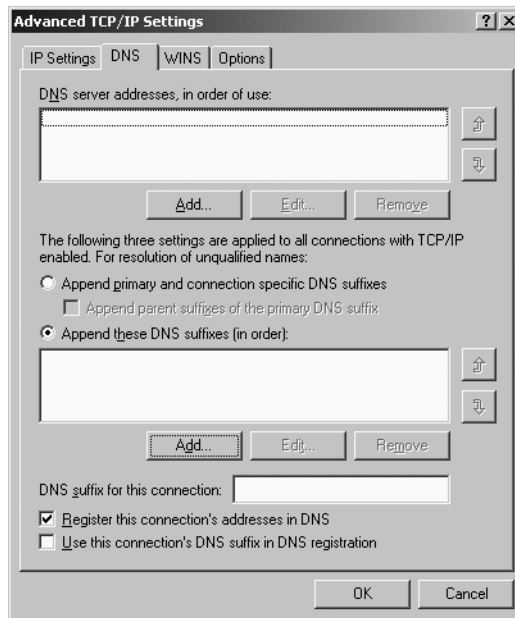 Advanced TCP/IP Settings
IP Settings DNS WINS Options
DNS server addresses, in order of use:
Add... Edit... Remove
The following three settings are applied to all connections with TCP/IP
enabled. For resolution of unqualified names:
Append primary and connection specific DNS suffixes
Append parent suffixes of the primary DNS suffix
Append these DNS suffixes (in order):
Add... Edit... Remove
DNS suffix for this connection:
Register this connection's addresses in DNS
Use this connection's DNS suffix in DNS registration
OK Cancel